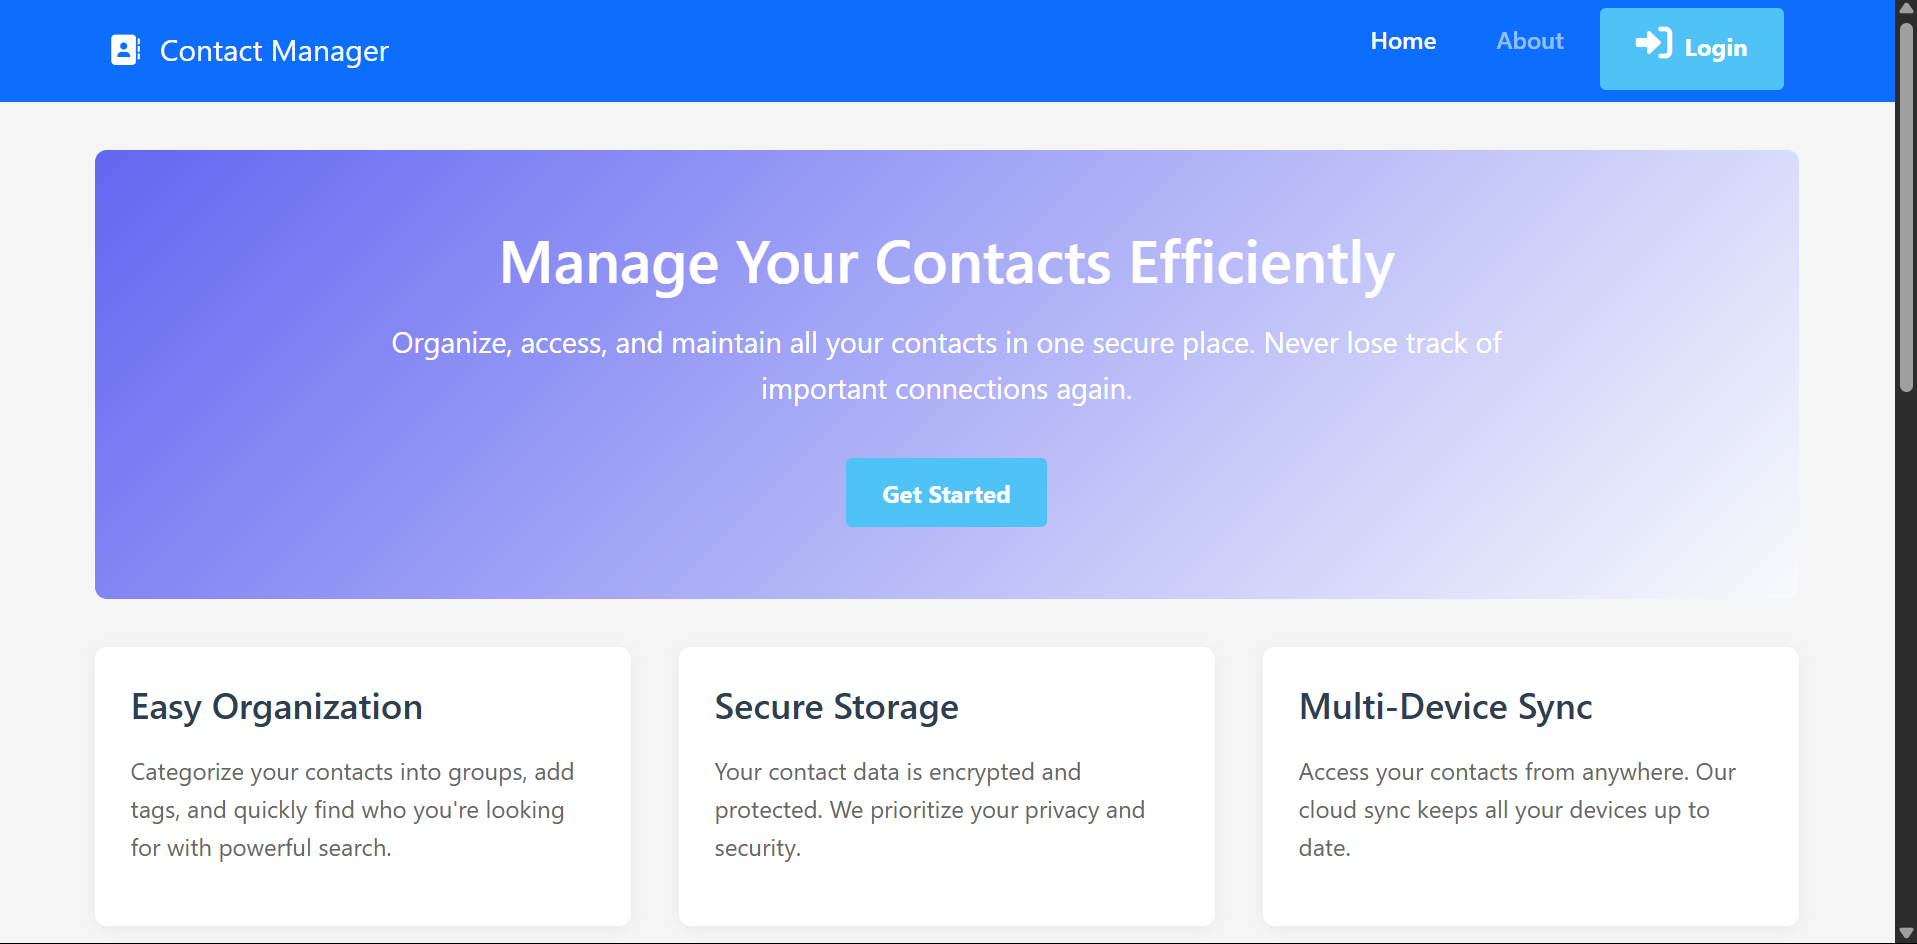 Contact Manager
Home
About
Login
Manage Your Contacts Efficiently
Organize, access, and maintain all your contacts in one secure place. Never lose track of
important connections again.
Get Started
Easy Organization
Categorize your contacts into groups, add
tags, and quickly find who you're looking
for with powerful search.
Secure Storage
Your contact data is encrypted and
protected. We prioritize your privacy and
security.
Multi-Device Sync
Access your contacts from anywhere. Our
cloud sync keeps all your devices up to
date.